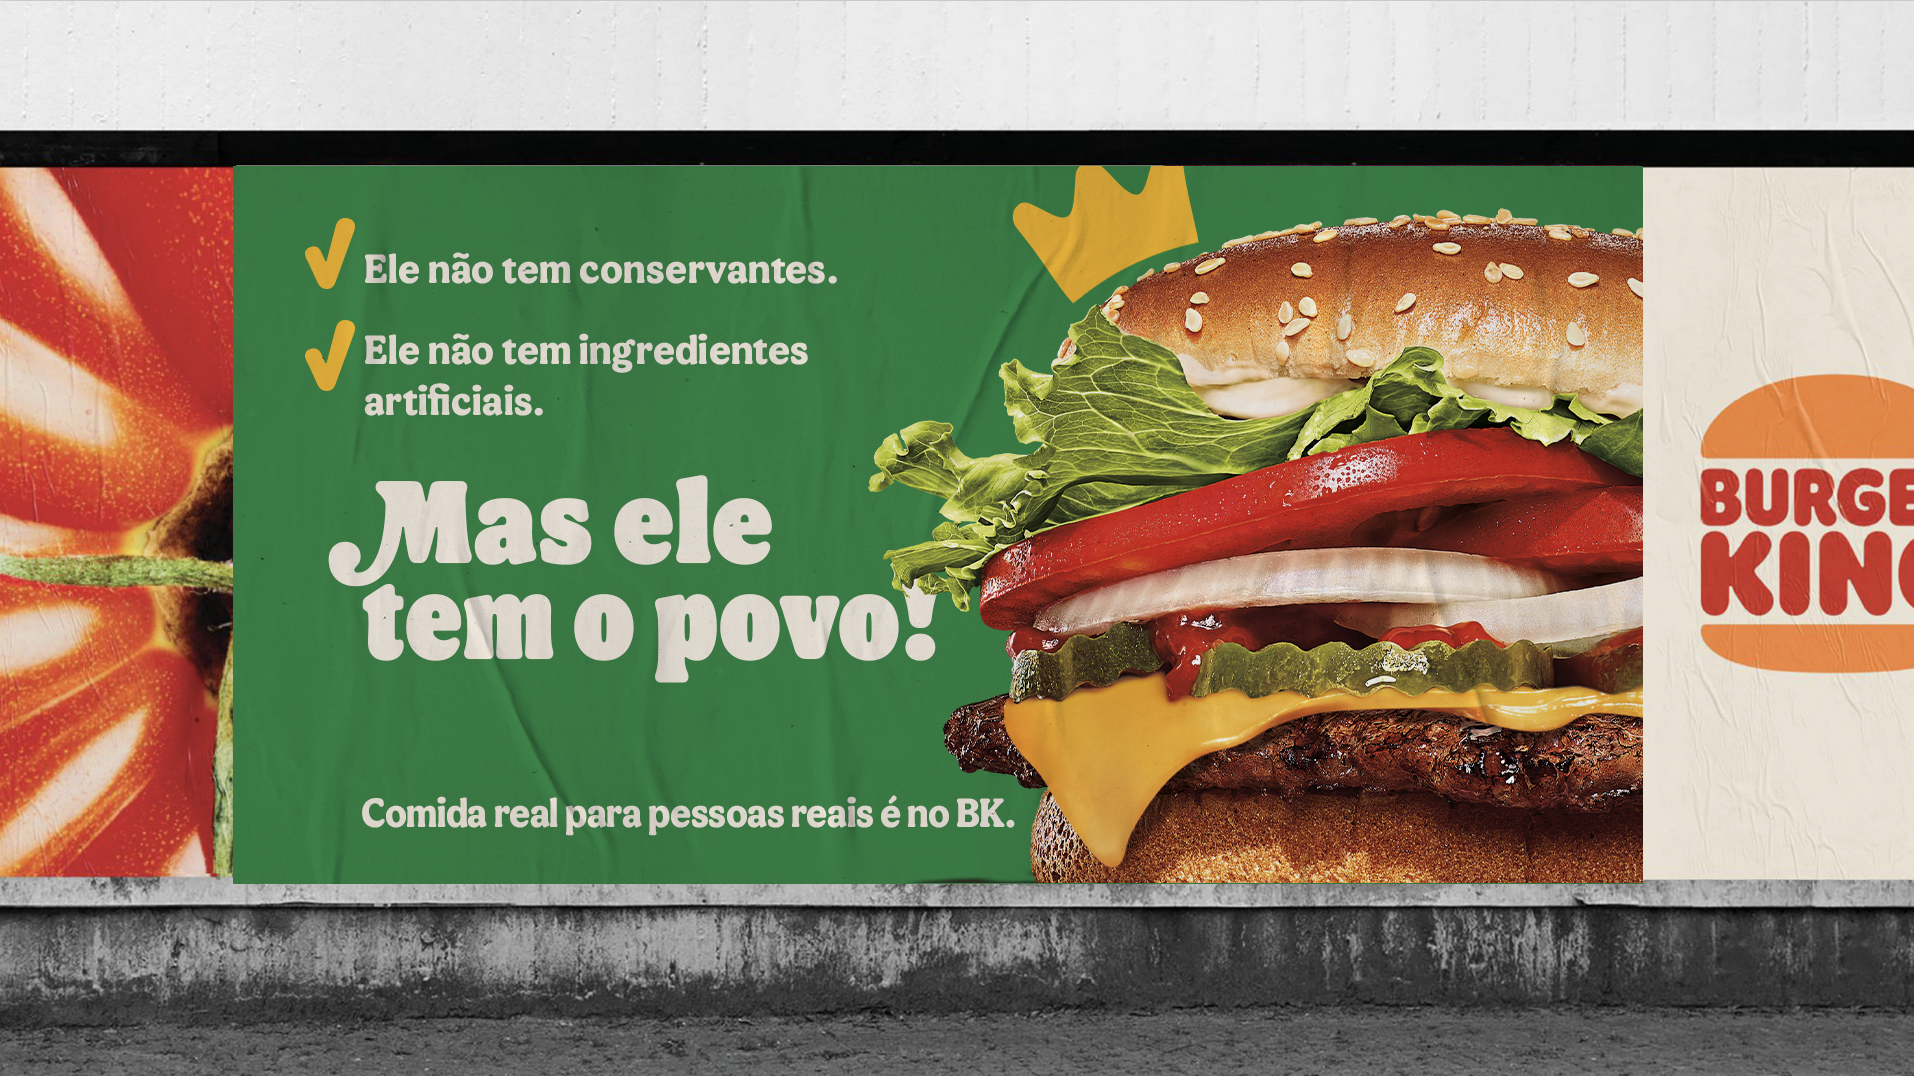 Ele não tem conservantes.
Ele não tem ingredientes
artificiais.
Mas ele
tem o povo!
Comida real para pessoas reais é no BK.
BURGE
KING